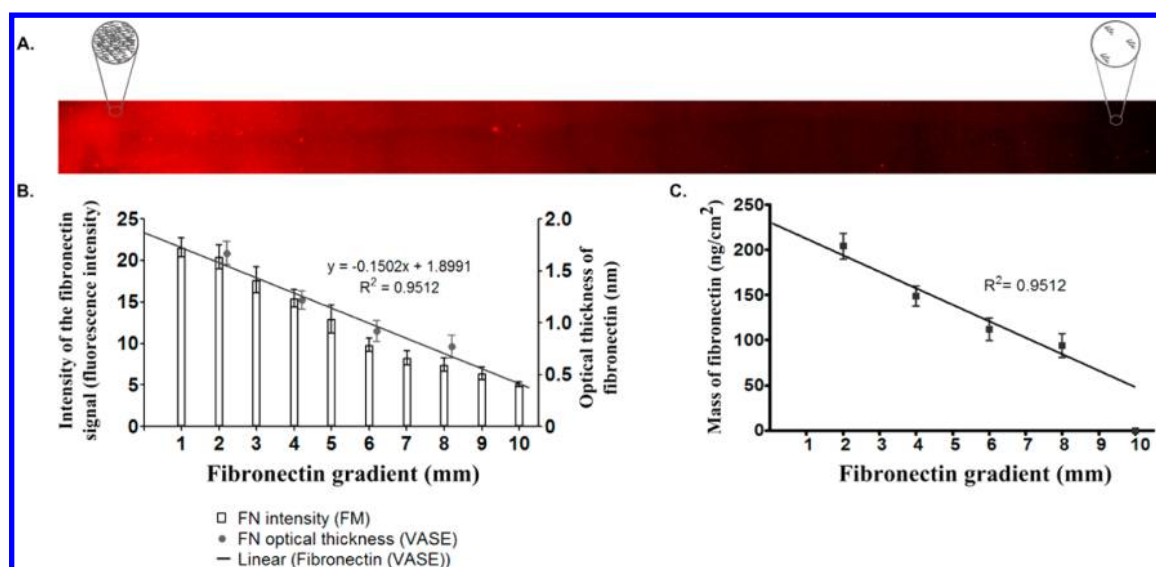 A.
B.
Intensity of the fibronectin
signal (fluorescence intensity)
25
20
15
10
5
0
y = -0.1502x + 1.8991
R² = 0.9512
2.0
1.5
1.0
0.5
0
Optical thickness of
fibronectin (nm)
1 2 3 4 5 6 7 8 9 10
Fibronectin gradient (mm)
FN intensity (FM)
FN optical thickness (VASE)
Linear (Fibronectin (VASE))
C.
Mass of fibronectin (ng/cm²)
250
200
150
100
50
0
R²= 0.9512
1 2 3 4 5 6 7 8 9 10
Fibronectin gradient (mm)